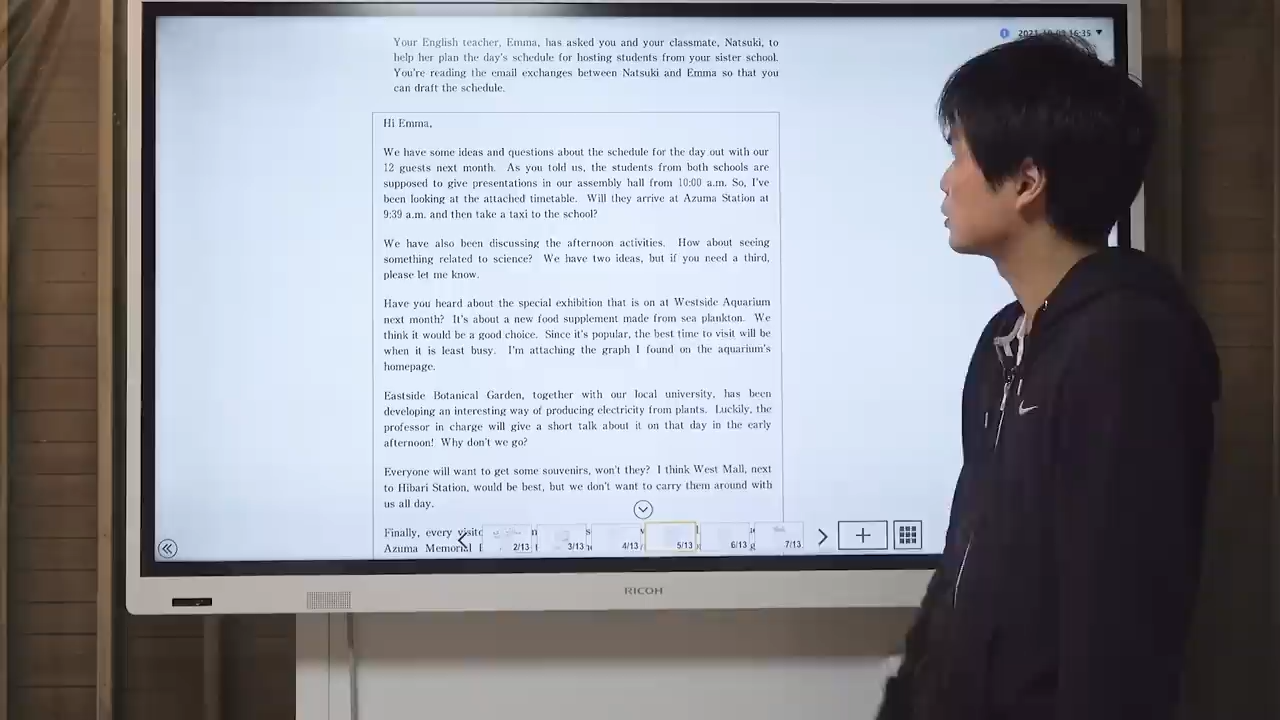 16:35
Your English teacher, Emma, has asked you and your classmate, Natsuki, to
help her plan the day's schedule for hosting students from your sister school.
You're reading the email exchanges between Natsuki and Emma so that you
can draft the schedule.
Hi Emma,
We have some ideas and questions about the schedule for the day out with our
12 guests next month. As you told us, the students from both schools are
supposed to give presentations in our assembly hall from 10:00 a.m. So, I've
been looking at the attached timetable. Will they arrive at Azuma Station at
9:39 a.m. and then take a taxi to the school?
We have also been discussing the afternoon activities. How about seeing
something related to science? We have two ideas, but if you need a third,
please let me know.
Have you heard about the special exhibition that is on at Westside Aquarium
next month? It's about a new food supplement made from sea plankton. We
think it would be a good choice. Since it's popular, the best time to visit will be
when it is least busy. I'm attaching the graph I found on the aquarium's
homepage.
Eastside Botanical Garden, together with our local university, has been
developing an interesting way of producing electricity from plants. Luckily, the
professor in charge will give a short talk about it on that day in the early
afternoon! Why don't we go?
Everyone will want to get some souvenirs, won't they? I think West Mall, next
to Hibari Station, would be best, but we don't want to carry them around with
us all day.
Finally, every
Azuma Memorial
2/13 3/13 4/13 5/13 6/13 7/13
RICOH